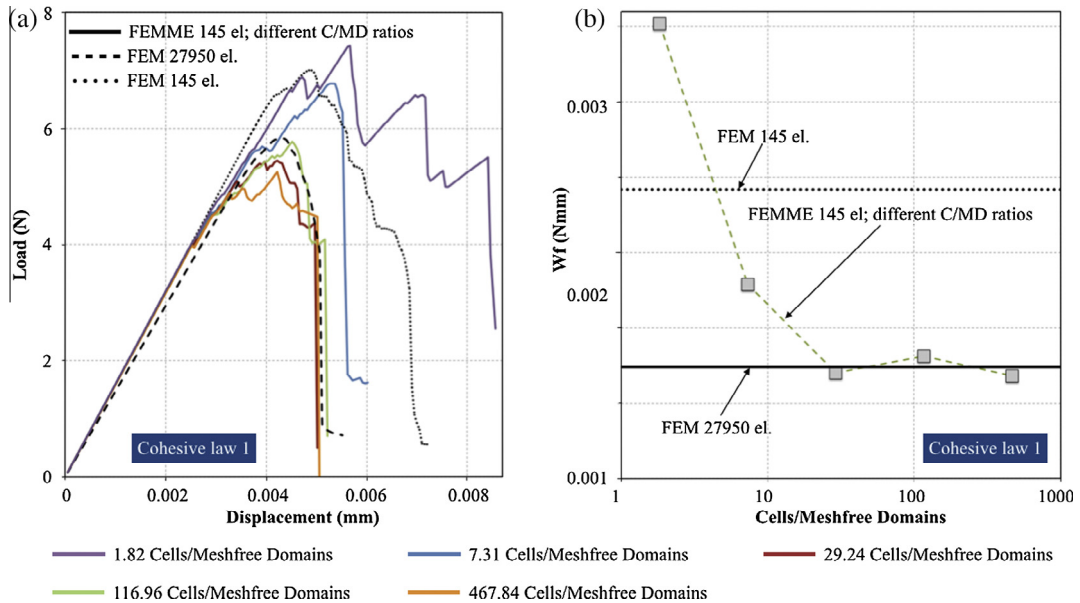 (a)
FEMME 145 el; different C/MD ratios
FEM 27950 el.
FEM 145 el.
8
6
4
2
0
Load (N)
Cohesive law 1
0
0.002
0.004
0.006
0.008
Displacement (mm)
(b)
0.003
0.002
0.001
Wf (Nmm)
FEM 145 el.
FEMME 145 el; different C/MD ratios
FEM 27950 el.
Cohesive law 1
1
10
100
1000
Cells/Meshfree Domains
1.82 Cells/Meshfree Domains
7.31 Cells/Meshfree Domains
29.24 Cells/Meshfree Domains
116.96 Cells/Meshfree Domains
467.84 Cells/Meshfree Domains